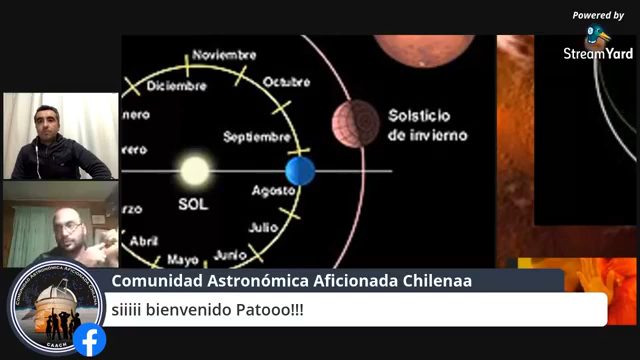 Powered by
StreamYard
Noviembre
Diciembre
Octubre
nero
Solsticio
de invierno
Septiembre
rero
Agosto
SOL
rzo
Julio
Abril
Junio
Mayo
Comunidad Astronómica Aficionada Chilenaa
siiiii bienvenido Patooo!!!
CAACH